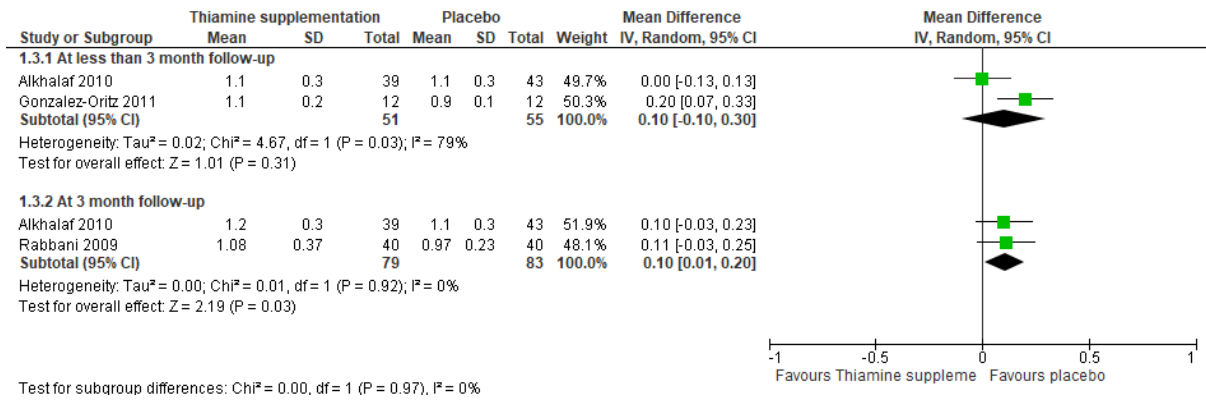 Thiamine supplementation Placebo Mean Difference Mean Difference
Study or Subgroup Mean SD Total Mean SD Total Weight IV, Random, 95% CI IV, Random, 95% CI
1.3.1 At less than 3 month follow-up
Alkhalaf 2010 1.1 0.3 39 1.1 0.3 43 49.7% 0.00 [-0.13, 0.13]
Gonzalez-Oritz 2011 1.1 0.2 12 0.9 0.1 12 50.3% 0.20 [0.07, 0.33]
Subtotal (95% CI) 51 55 100.0% 0.10 [-0.10, 0.30]
Heterogeneity: Tau² = 0.02; Chi² = 4.67, df = 1 (P = 0.03); I² = 79%
Test for overall effect: Z = 1.01 (P = 0.31)
1.3.2 At 3 month follow-up
Alkhalaf 2010 1.2 0.3 39 1.1 0.3 43 51.9% 0.10 [-0.03, 0.23]
Rabbani 2009 1.08 0.37 40 0.97 0.23 40 48.1% 0.11 [-0.03, 0.25]
Subtotal (95% CI) 79 83 100.0% 0.10 [0.01, 0.20]
Heterogeneity: Tau² = 0.00; Chi² = 0.01, df = 1 (P = 0.92); I² = 0%
Test for overall effect: Z = 2.19 (P = 0.03)
-1 -0.5 0 0.5 1
Favours Thiamine suppleme Favours placebo
Test for subgroup differences: Chi² = 0.00, df = 1 (P = 0.97), I² = 0%